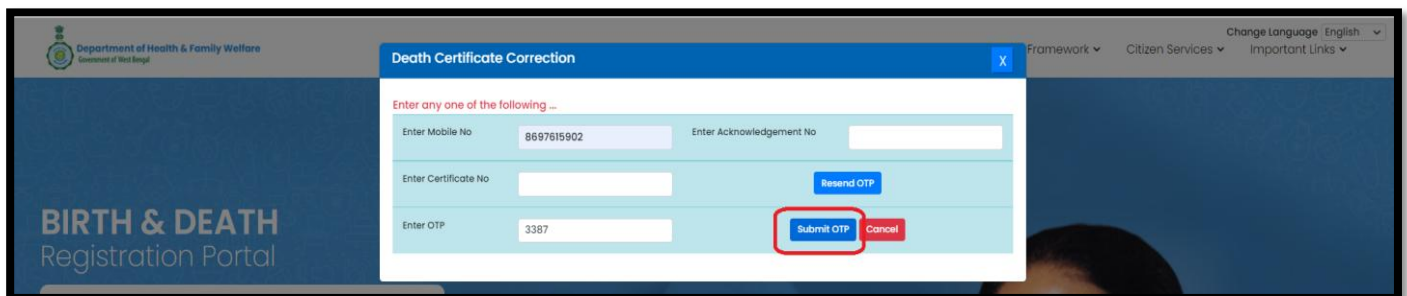 Department of Health & Family Welfare
Government of West Bengal
Change Language English
Framework Citizen Services Important Links
Death Certificate Correction X
Enter any one of the following ...
Enter Mobile No 8697615902 Enter Acknowledgement No
Enter Certificate No Resend OTP
Enter OTP 3387 Submit OTP Cancel
BIRTH & DEATH
Registration Portal